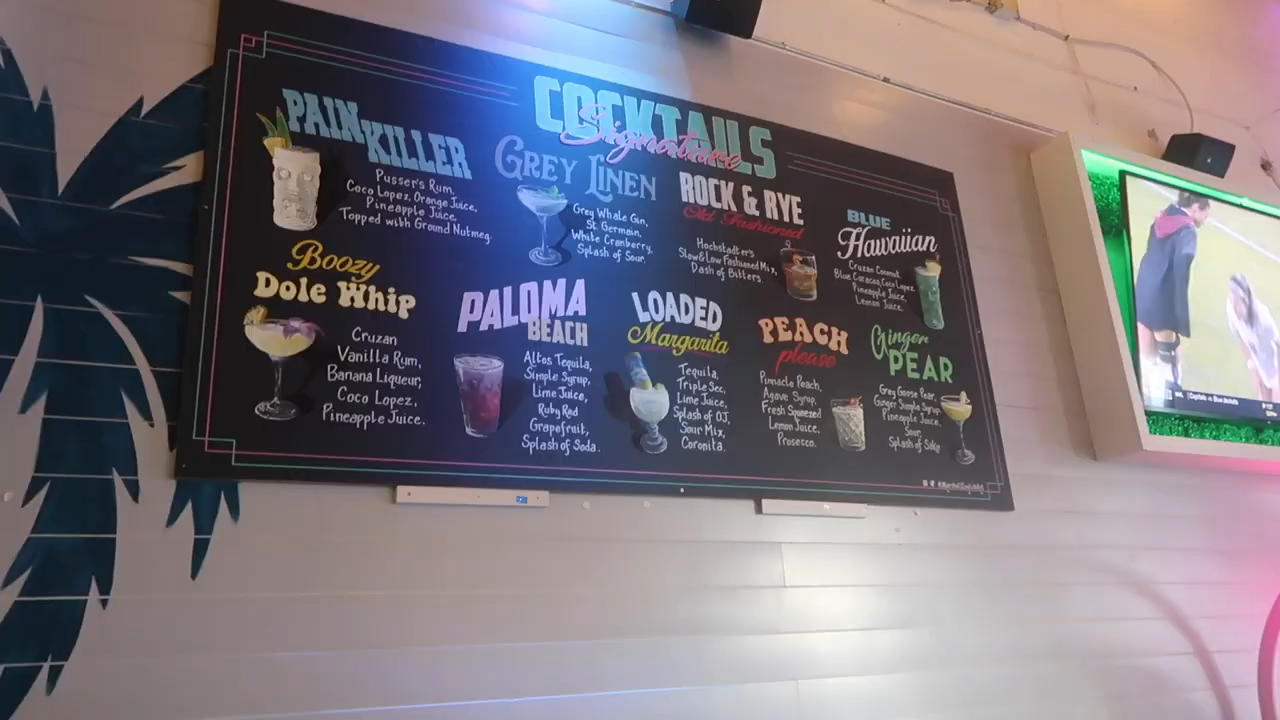 COCKTAILS
Signature
PAIN
KILLER
Pusser's Rum,
Coco Lopez, Orange Juice,
Pineapple Juice.
Topped with Ground Nutmeg.
GREY LINEN
Grey Whale Gin,
St. Germain,
White Cranberry,
Splash of Sour.
ROCK & RYE
Old Fashioned
Hochstadter's
Slow & Low Fashioned Mix,
Dash of Bitters.
BLUE
Hawaiian
Cruzan Coconut,
Blue Curacao, Coco Lopez
Pineapple Juice,
Lemon Juice.
Boozy
Dole Whip
Cruzan
Vanilla Rum,
Banana Liqueur,
Coco Lopez,
Pineapple Juice.
PALOMA
BEACH
Altos Tequila,
Simple Syrup,
Lime Juice,
Ruby Red
Grapefruit,
Splash of Soda.
LOADED
Margarita
Tequila,
Triple Sec,
Lime Juice,
Splash of OJ,
Sour Mix,
Coronita.
PEACH
please
Pinnacle Peach,
Agave Syrup,
Fresh Squeezed
Lemon Juice,
Prosecco.
Ginger
PEAR
Grey Goose Pear,
Ginger Simple Syrup,
Pineapple Juice,
Sour
Splash of Silky